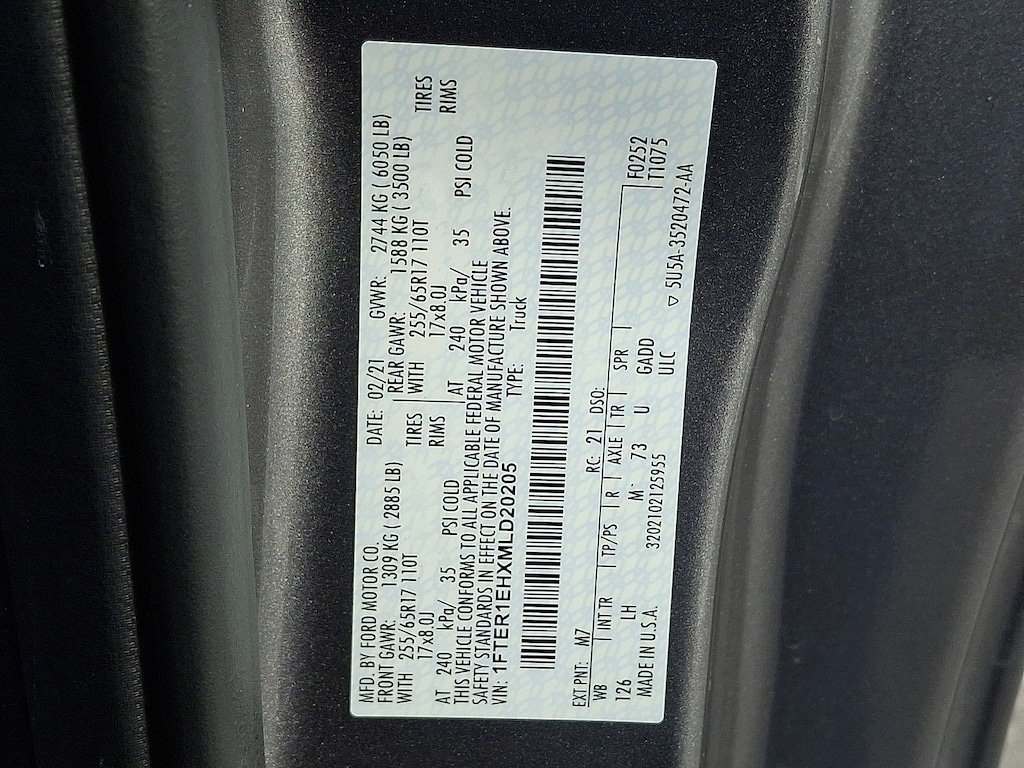 MFD. BY FORD MOTOR CO. DATE: 02/21 GVWR: 2744 KG ( 6050 LB)
FRONT GAWR: 1309 KG ( 2885 LB) REAR GAWR: 1588 KG ( 3500 LB)
WITH 255/65R17 110T TIRES WITH 255/65R17 110T TIRES
17x8.0J RIMS 17x8.0J RIMS
AT 240 kPa/ 35 PSI COLD AT 240 kPa/ 35 PSI COLD
THIS VEHICLE CONFORMS TO ALL APPLICABLE FEDERAL MOTOR VEHICLE
SAFETY STANDARDS IN EFFECT ON THE DATE OF MANUFACTURE SHOWN ABOVE.
VIN: 1FTER1EHXMLD20205 TYPE: Truck
EXT PNT: M7 RC: 21 DSO:
WB INT TR TP/PS R AXLE TR SPR F0252
126 LH M 73 U GADD T1075
ULC
MADE IN U.S.A. 3202102125955 ▽ 5U5A-3520472-AA